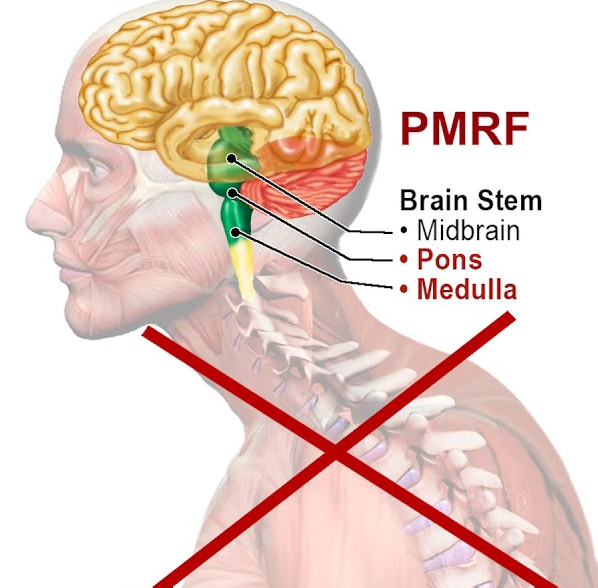 PMRF
Brain Stem
• Midbrain
• Pons
• Medulla